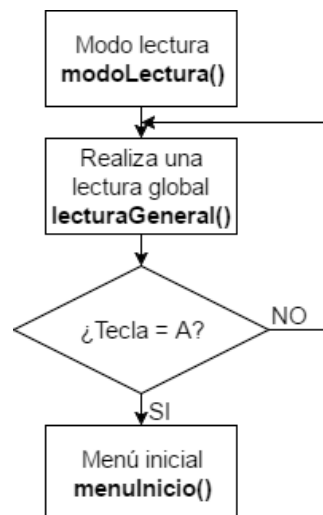 Modo lectura
modoLectura()
Realiza una
lectura global
lecturaGeneral()
¿Tecla = A?
NO
SI
Menú inicial
menuInicio()